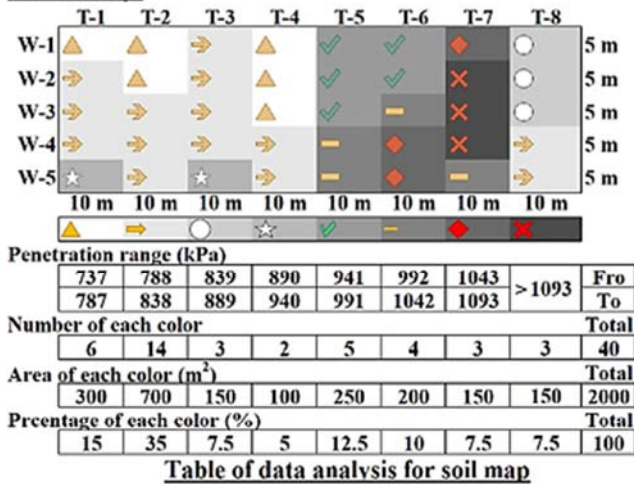 T-1 T-2 T-3 T-4 T-5 T-6 T-7 T-8
W-1 5 m
W-2 5 m
W-3 5 m
W-4 5 m
W-5 5 m
10 m 10 m 10 m 10 m 10 m 10 m 10 m 10 m
Penetration range (kPa)
737 788 839 890 941 992 1043 >1093 Fro
787 838 889 940 991 1042 1093 To
Number of each color Total
6 14 3 2 5 4 3 3 40
Area of each color (m²) Total
300 700 150 100 250 200 150 150 2000
Prcentage of each color (%) Total
15 35 7.5 5 12.5 10 7.5 7.5 100
Table of data analysis for soil map